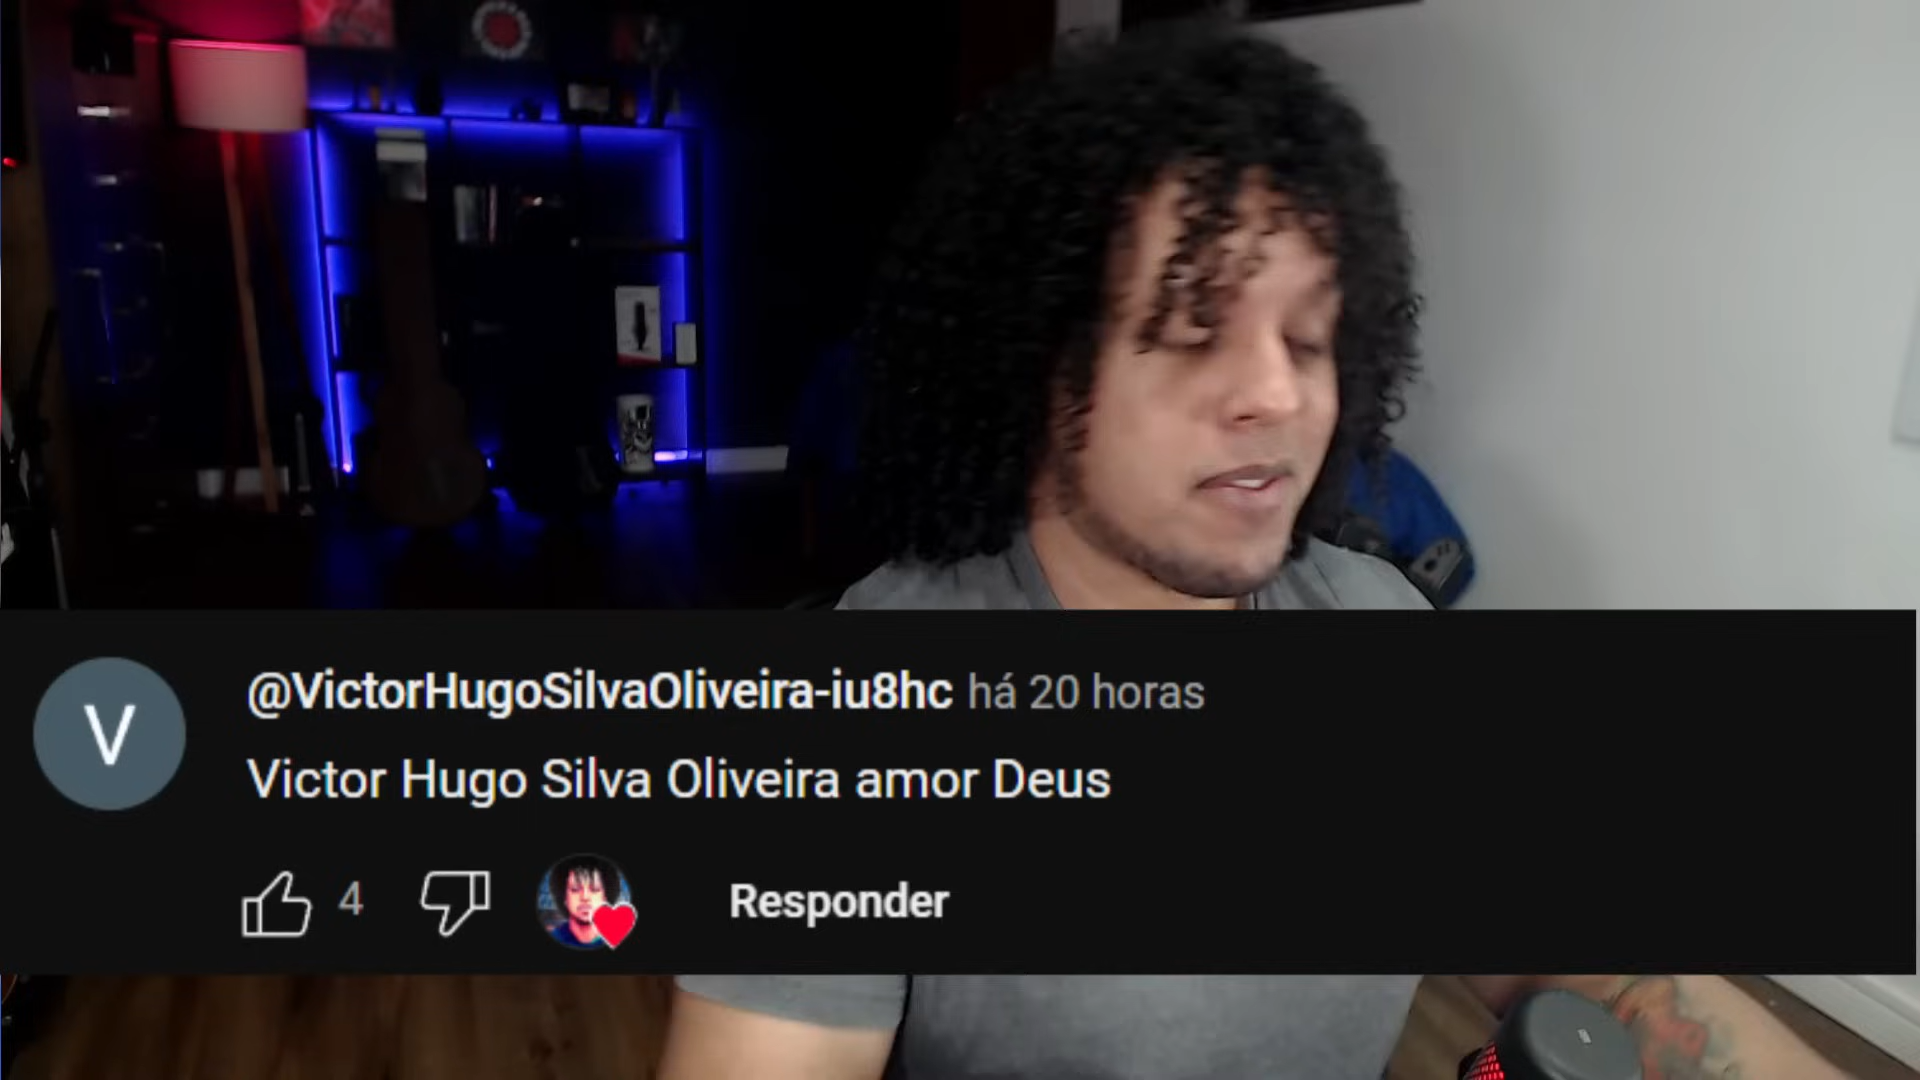 V
@VictorHugoSilvaOliveira-iu8hc há 20 horas
Victor Hugo Silva Oliveira amor Deus
4
Responder